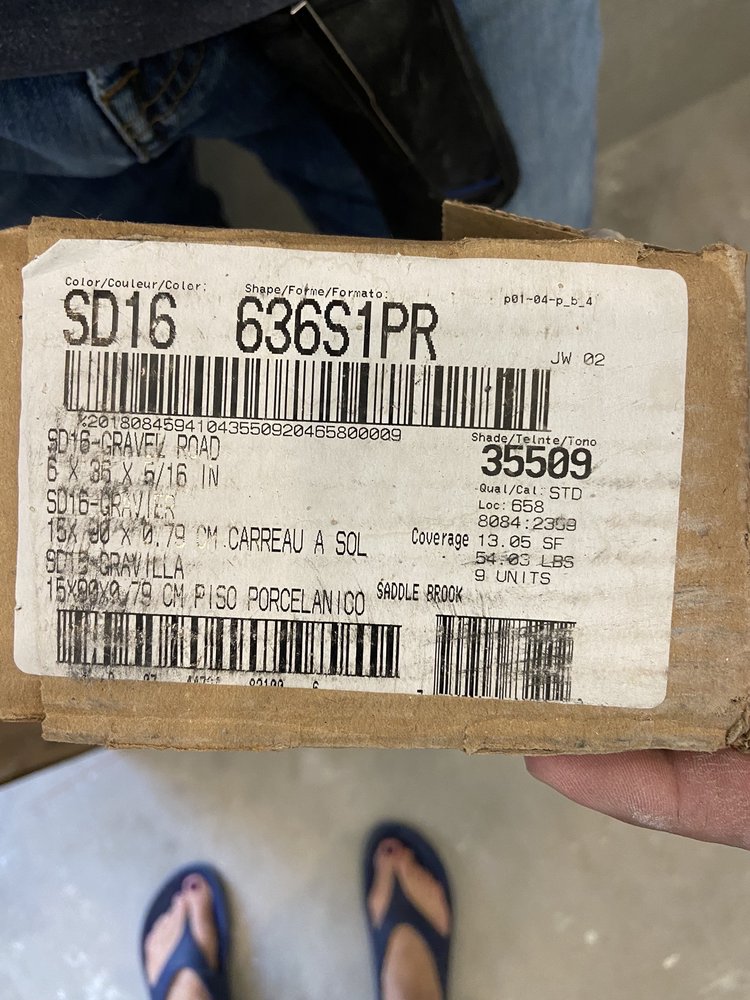 Color/Couleur/Color: Shape/Forme/Formato: p01-04-p_b_4
SD16 636S1PR
JW 02
%2018084594104355092046580​0009
Shade/Teinte/Tono
35509
SD16-GRAVEL ROAD
6 X 36 X 5/16 IN
Qual/Cal: STD
Loc: 658
SD16-GRAVIER
8084:2359
15X 90 X 0.79 CM CARREAU A SOL
Coverage 13.05 SF
54.03 LBS
SD16-GRAVILLA
9 UNITS
15X90X0.79 CM PISO PORCELANICO SADDLE BROOK